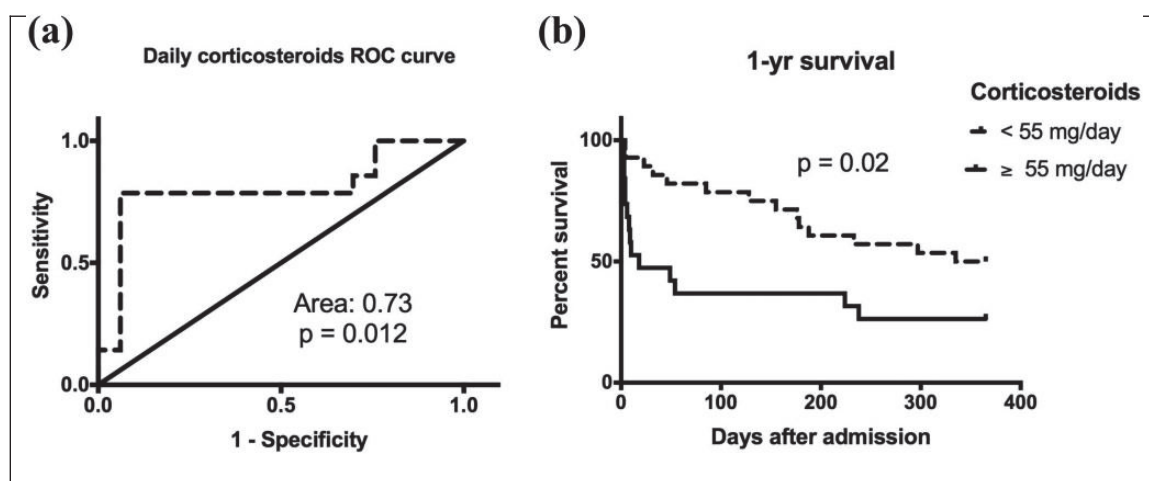 (a)
Daily corticosteroids ROC curve
1.0
0.5
0.0
Sensitivity
0.0 0.5 1.0
1 - Specificity
Area: 0.73
p = 0.012
(b)
1-yr survival
Corticosteroids
< 55 mg/day
≥ 55 mg/day
p = 0.02
100
50
0
Percent survival
0 100 200 300 400
Days after admission